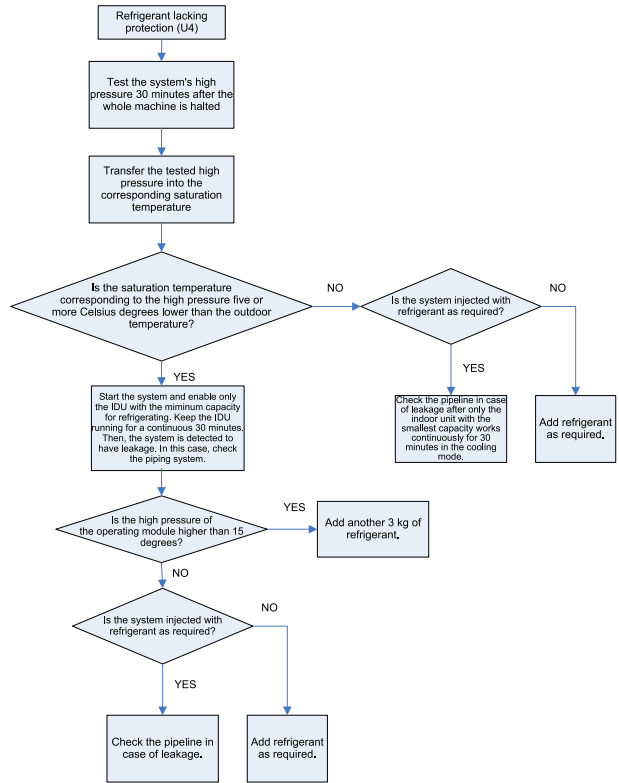 Refrigerant lacking
protection (U4)
Test the system's high
pressure 30 minutes after the
whole machine is halted
Transfer the tested high
pressure into the
corresponding saturation
temperature
Is the saturation temperature
corresponding to the high pressure five or
more Celsius degrees lower than the outdoor
temperature?
NO
Is the system injected with
refrigerant as required?
NO
YES
YES
Start the system and enable only
the IDU with the miminum capacity
for refrigerating. Keep the IDU
running for a continuous 30 minutes.
Then, the system is detected to
have leakage. In this case, check
the piping system.
Check the pipeline in case
of leakage after only the
indoor unit with the
smallest capacity works
continuously for 30
minutes in the cooling
mode.
Add refrigerant
as required.
Is the high pressure of
the operating module higher than 15
degrees?
YES
Add another 3 kg of
refrigerant.
NO
Is the system injected with
refrigerant as required?
NO
YES
Check the pipeline in
case of leakage.
Add refrigerant
as required.